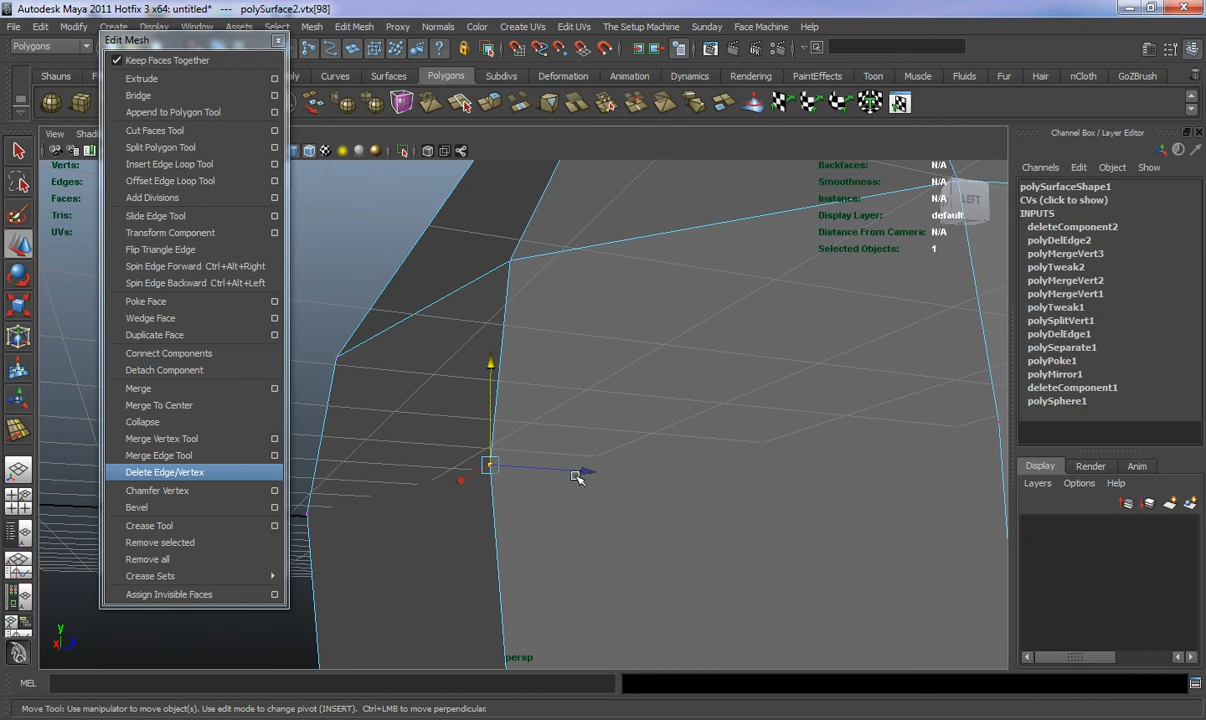 Autodesk Maya 2011 Hotfix 3 x64: untitled* --- polySurface2.vtx[98]
File Edit Modify Create Display Window Assets Select Mesh Edit Mesh Proxy Normals Color Create UVs Edit UVs The Setup Machine Sunday Face Machine Help
Polygons
Edit Mesh
Keep Faces Together
Extrude
Bridge
Append to Polygon Tool
Cut Faces Tool
Split Polygon Tool
Insert Edge Loop Tool
Offset Edge Loop Tool
Add Divisions
Slide Edge Tool
Transform Component
Flip Triangle Edge
Spin Edge Forward Ctrl+Alt+Right
Spin Edge Backward Ctrl+Alt+Left
Poke Face
Wedge Face
Duplicate Face
Connect Components
Detach Component
Merge
Merge To Center
Collapse
Merge Vertex Tool
Merge Edge Tool
Delete Edge/Vertex
Chamfer Vertex
Bevel
Crease Tool
Remove selected
Remove all
Crease Sets
Assign Invisible Faces
Shauns Curves Surfaces Polygons Subdivs Deformation Animation Dynamics Rendering PaintEffects Toon Muscle Fluids Fur Hair nCloth GoZBrush
View Shadi
Verts:
Edges:
Faces:
Tris:
UVs:
Backfaces: N/A
Smoothness: N/A
Instance: N/A
Display Layer: default
Distance From Camera: N/A
Selected Objects: 1
LEFT
y
x z
persp
Channel Box / Layer Editor
Channels Edit Object Show
polySurfaceShape1
CVs (click to show)
INPUTS
deleteComponent2
polyDelEdge2
polyMergeVert3
polyTweak2
polyMergeVert2
polyMergeVert1
polyTweak1
polySplitVert1
polyDelEdge1
polySeparate1
polyPoke1
polyMirror1
deleteComponent1
polySphere1
Display Render Anim
Layers Options Help
MEL
Move Tool: Use manipulator to move object(s). Use edit mode to change pivot (INSERT). Ctrl+LMB to move perpendicular.